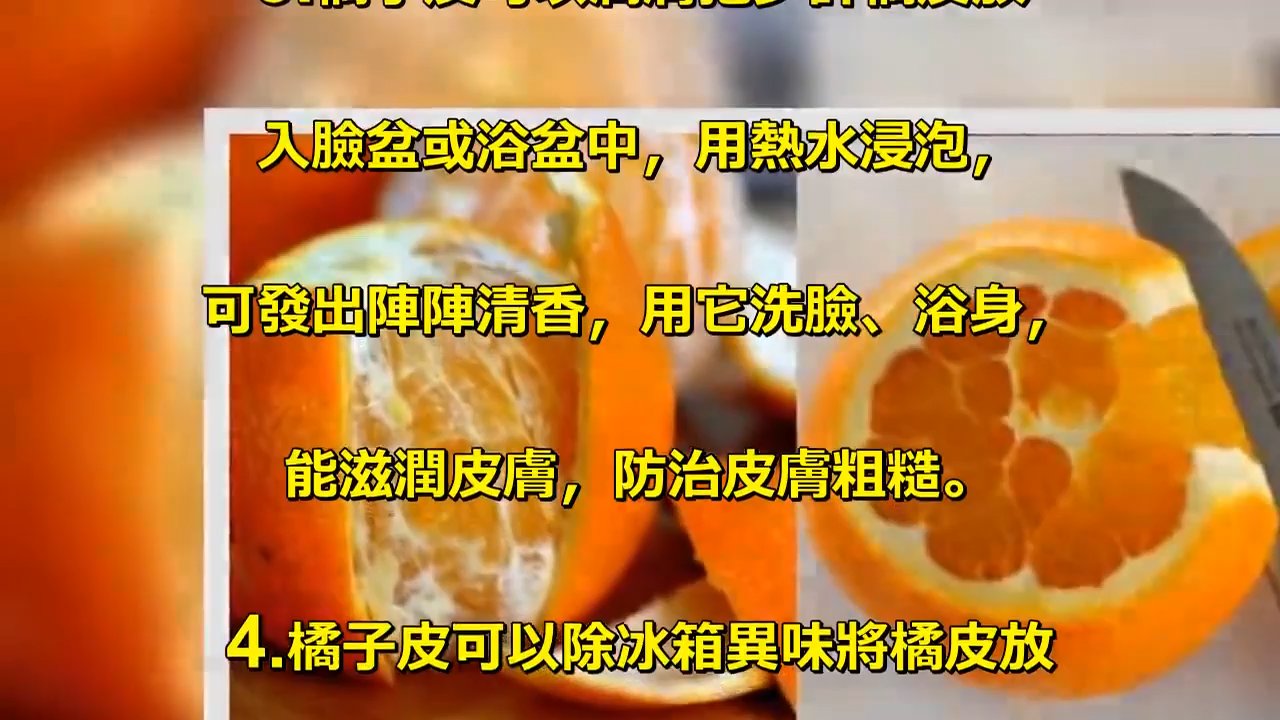 入臉盆或浴盆中，用熱水浸泡，
可發出陣陣清香，用它洗臉、浴身，
能滋潤皮膚，防治皮膚粗糙。
4.橘子皮可以除冰箱異味將橘皮放